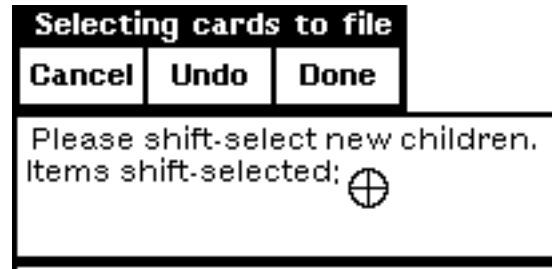 Selecting cards to file
Cancel Undo Done
Please shift-select new children.
Items shift-selected: